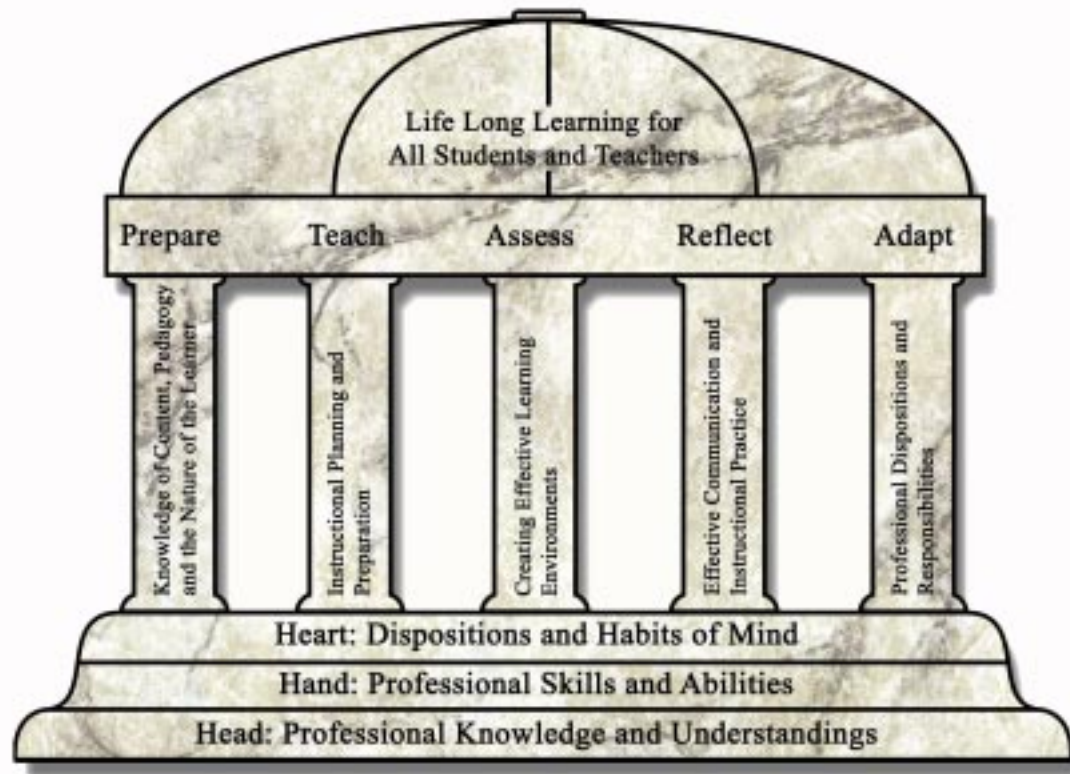 Life Long Learning for
All Students and Teachers
Prepare Teach Assess Reflect Adapt
Knowledge of Content, Pedagogy
and the Nature of the Learner
Instructional Planning and
Preparation
Creating Effective Learning
Environments
Effective Communication and
Instructional Practice
Professional Dispositions and
Responsibilities
Heart: Dispositions and Habits of Mind
Hand: Professional Skills and Abilities
Head: Professional Knowledge and Understandings